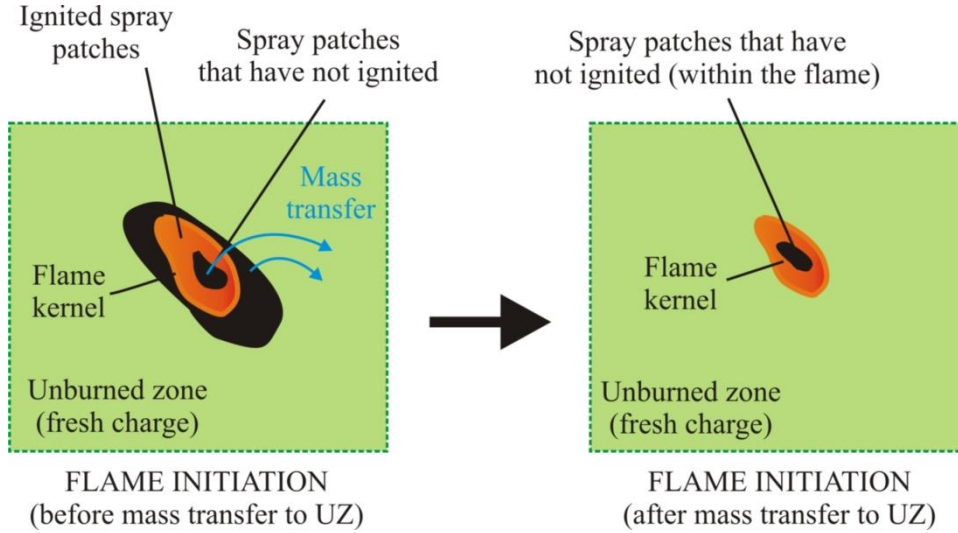 Ignited spray
patches
Spray patches
that have not ignited
Mass
transfer
Flame
kernel
Unburned zone
(fresh charge)
FLAME INITIATION
(before mass transfer to UZ)
Spray patches that have
not ignited (within the flame)
Flame
kernel
Unburned zone
(fresh charge)
FLAME INITIATION
(after mass transfer to UZ)